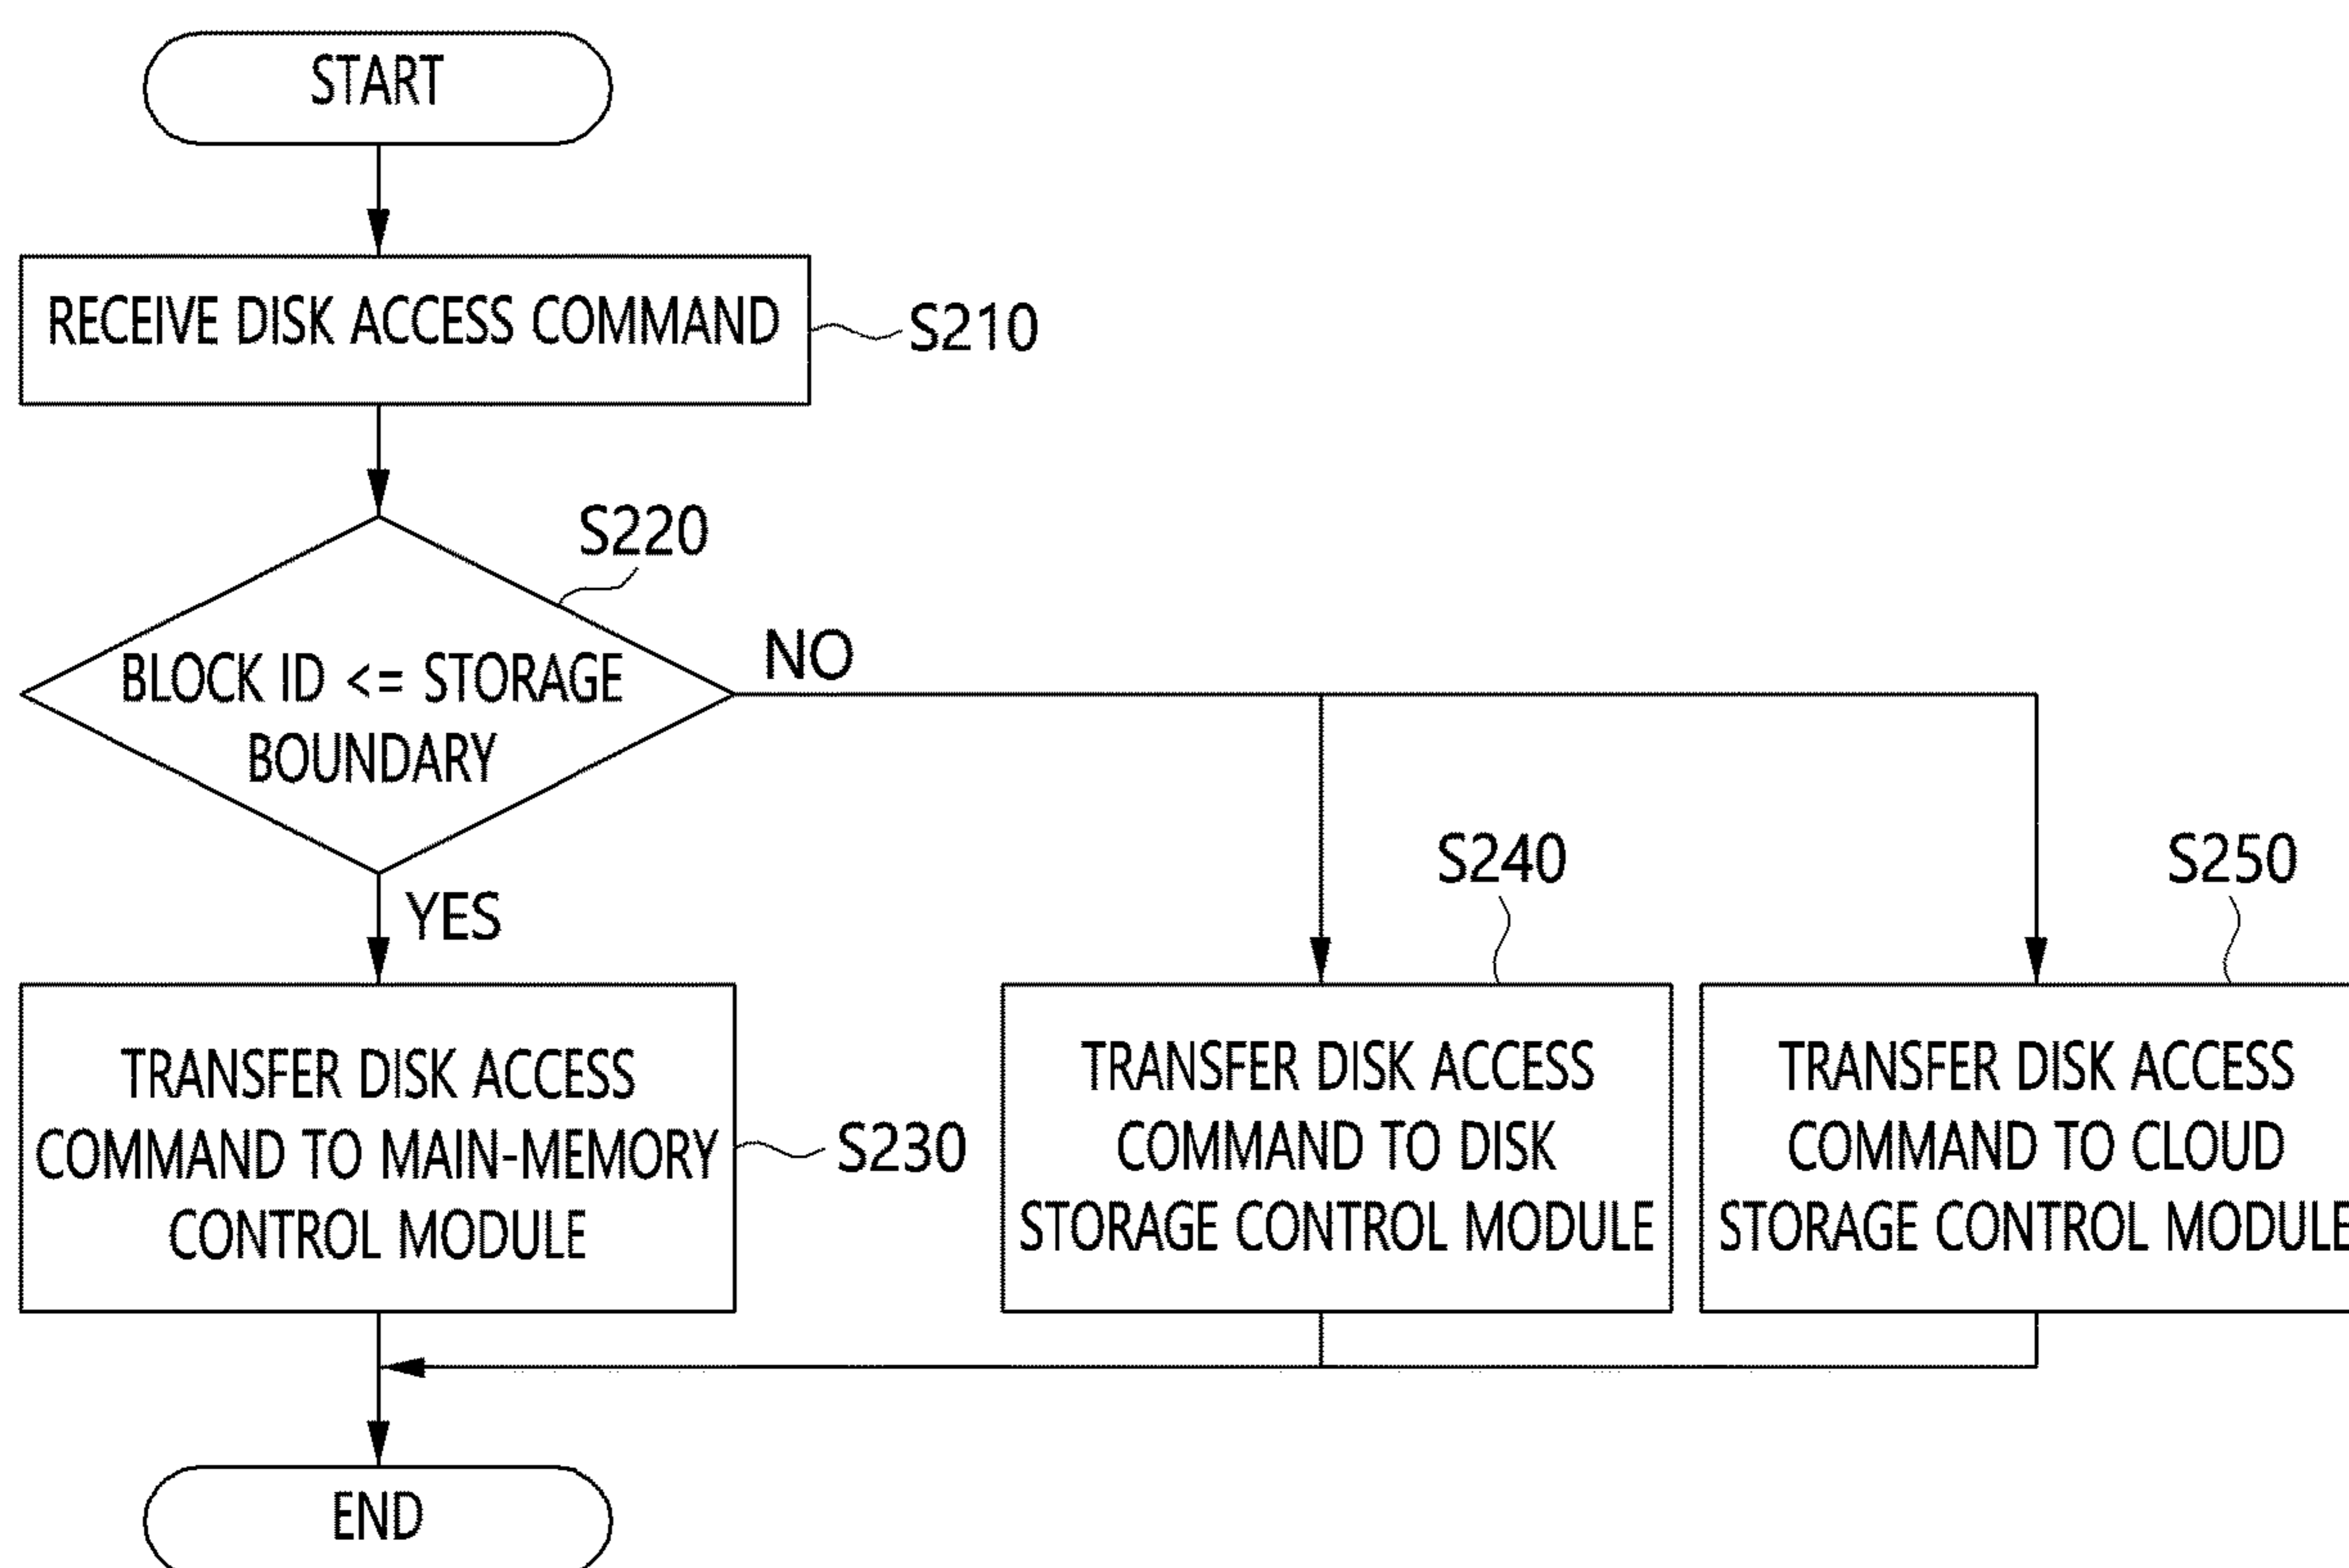 START
RECEIVE DISK ACCESS COMMAND
S210
S220
BLOCK ID <= STORAGE
BOUNDARY
NO
YES
TRANSFER DISK ACCESS
COMMAND TO MAIN-MEMORY
CONTROL MODULE
S230
S240
TRANSFER DISK ACCESS
COMMAND TO DISK
STORAGE CONTROL MODULE
S250
TRANSFER DISK ACCESS
COMMAND TO CLOUD
STORAGE CONTROL MODULE
END